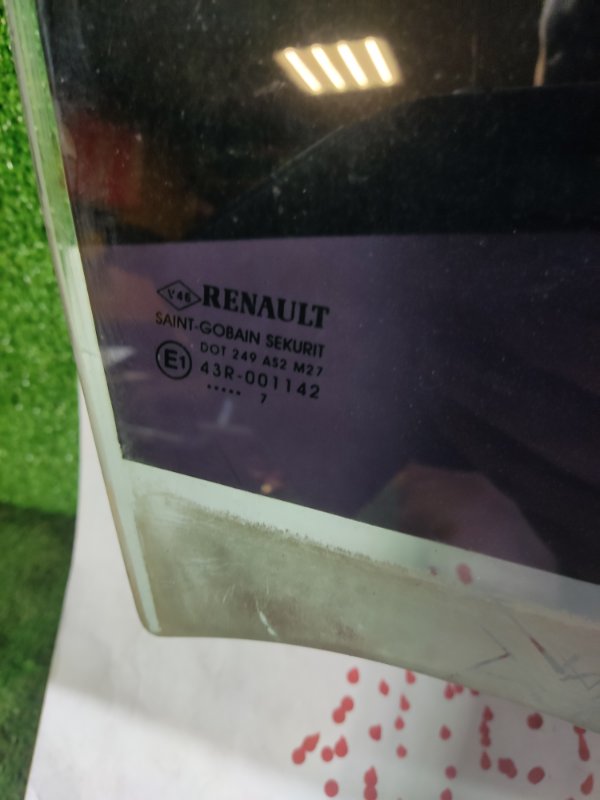 V46 RENAULT
SAINT-GOBAIN SEKURIT
DOT 249 AS2 M27
E1 43R-001142
..... 7